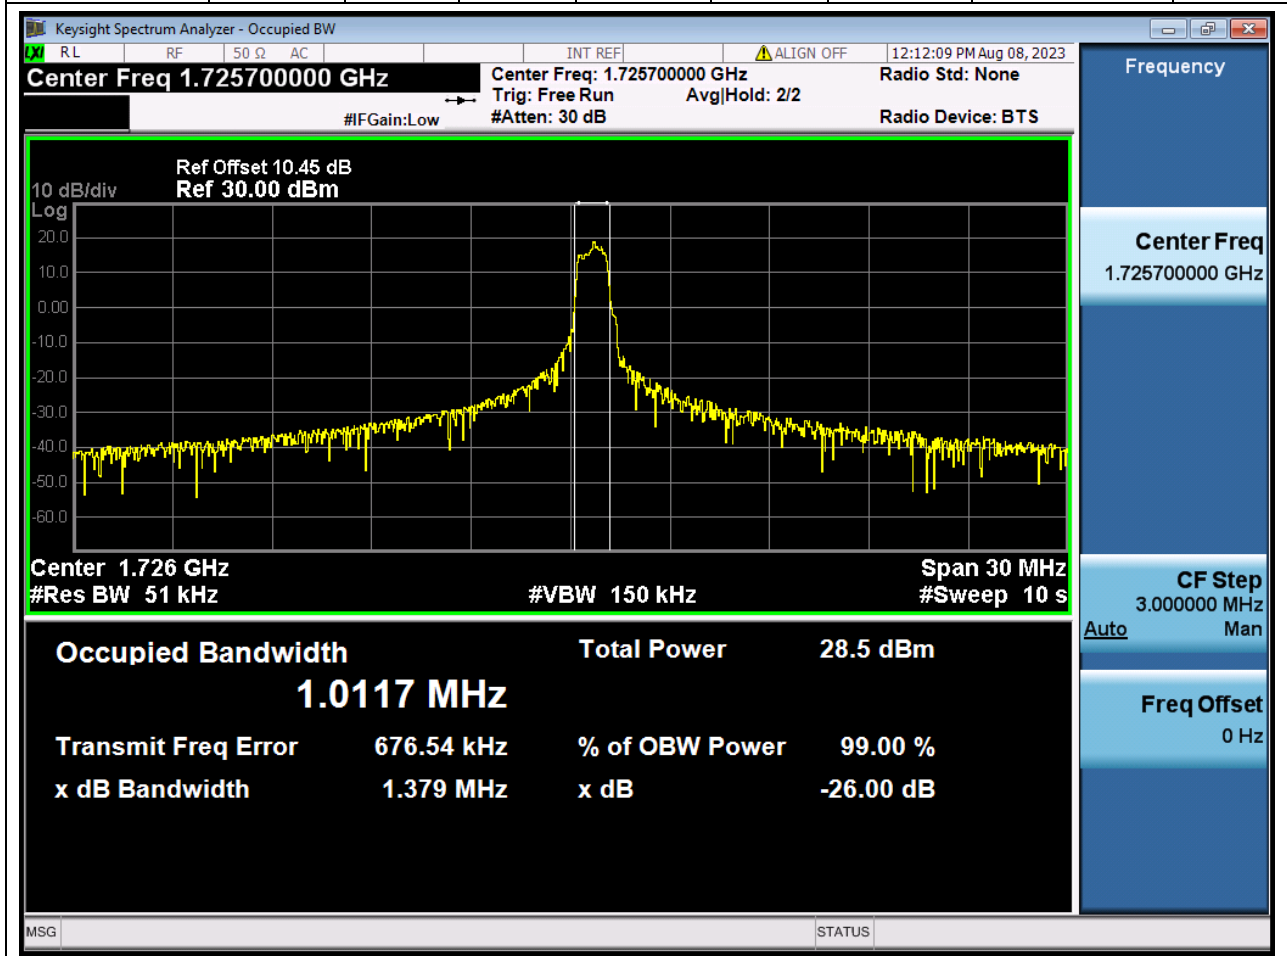 Keysight Spectrum Analyzer - Occupied BW
LXI RL RF 50 Ω AC INT REF ALIGN OFF 12:12:09 PM Aug 08, 2023
Center Freq 1.725700000 GHz
Center Freq: 1.725700000 GHz Radio Std: None
Trig: Free Run Avg|Hold: 2/2
#IFGain:Low #Atten: 30 dB Radio Device: BTS
Ref Offset 10.45 dB
10 dB/div Ref 30.00 dBm
Log
20.0
10.0
0.00
-10.0
-20.0
-30.0
-40.0
-50.0
-60.0
Center 1.726 GHz Span 30 MHz
#Res BW 51 kHz #VBW 150 kHz #Sweep 10 s
Occupied Bandwidth Total Power 28.5 dBm
1.0117 MHz
Transmit Freq Error 676.54 kHz % of OBW Power 99.00 %
x dB Bandwidth 1.379 MHz x dB -26.00 dB
MSG STATUS
Frequency
Center Freq
1.725700000 GHz
CF Step
3.000000 MHz
Auto Man
Freq Offset
0 Hz